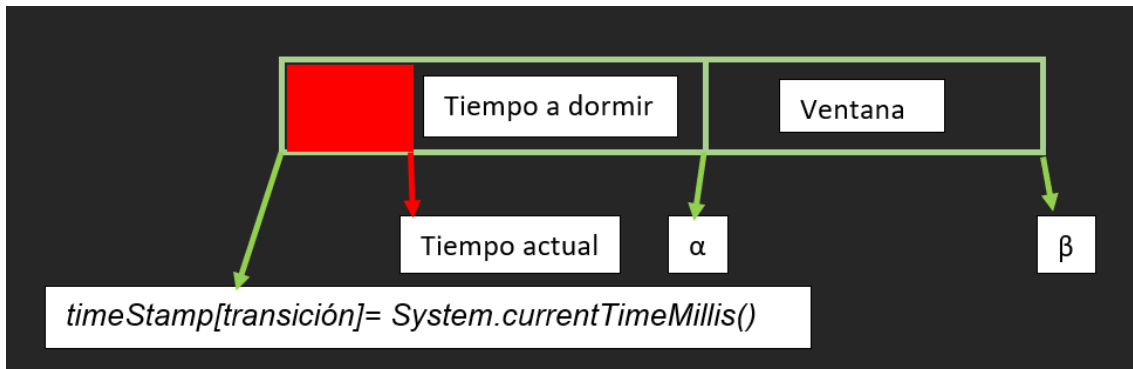 Tiempo a dormir
Ventana
Tiempo actual
α
β
timeStamp[transición]= System.currentTimeMillis()